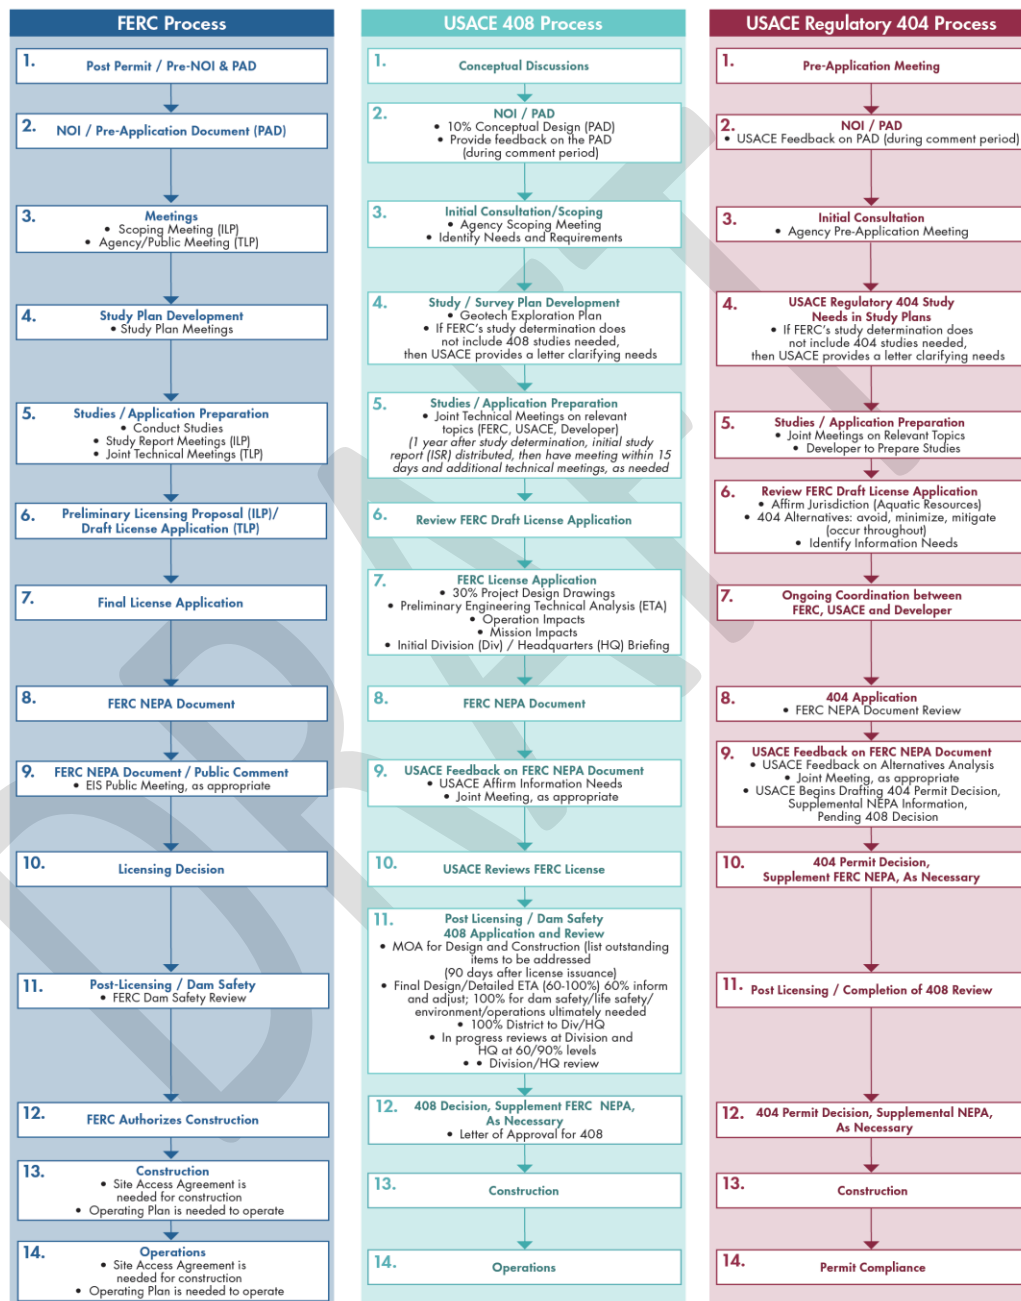 FERC Process
1.
Post Permit / Pre-NOI & PAD
2.
NOI / Pre-Application Document (PAD)
3.
Meetings
• Scoping Meeting (ILP)
• Agency/Public Meeting (TLP)
4.
Study Plan Development
• Study Plan Meetings
5.
Studies / Application Preparation
• Conduct Studies
• Study Report Meetings (ILP)
• Joint Technical Meetings (TLP)
6.
Preliminary Licensing Proposal (ILP)/
Draft License Application (TLP)
7.
Final License Application
8.
FERC NEPA Document
9.
FERC NEPA Document / Public Comment
• EIS Public Meeting, as appropriate
10.
Licensing Decision
11.
Post-Licensing / Dam Safety
• FERC Dam Safety Review
12.
FERC Authorizes Construction
13.
Construction
• Site Access Agreement is
needed for construction
• Operating Plan is needed to operate
14.
Operations
• Site Access Agreement is
needed for construction
• Operating Plan is needed to operate
USACE 408 Process
1.
Conceptual Discussions
2.
NOI / PAD
• 10% Conceptual Design (PAD)
• Provide feedback on the PAD
(during comment period)
3.
Initial Consultation/Scoping
• Agency Scoping Meeting
• Identify Needs and Requirements
4.
Study / Survey Plan Development
• Geotech Exploration Plan
• If FERC's study determination does
not include 408 studies needed,
then USACE provides a letter clarifying needs
5.
Studies / Application Preparation
• Joint Technical Meetings on relevant
topics (FERC, USACE, Developer)
(1 year after study determination, initial study
report (ISR) distributed, then have meeting within 15
days and additional technical meetings, as needed
6.
Review FERC Draft License Application
7.
FERC License Application
• 30% Project Design Drawings
• Preliminary Engineering Technical Analysis (ETA)
• Operation Impacts
• Mission Impacts
• Initial Division (Div) / Headquarters (HQ) Briefing
8.
FERC NEPA Document
9.
USACE Feedback on FERC NEPA Document
• USACE Affirm Information Needs
• Joint Meeting, as appropriate
10.
USACE Reviews FERC License
11.
Post Licensing / Dam Safety
408 Application and Review
• MOA for Design and Construction (list outstanding
items to be addressed
(90 days after license issuance)
• Final Design/Detailed ETA (60-100%) 60% inform
and adjust; 100% for dam safety/life safety/
environment/operations ultimately needed
• 100% District to Div/HQ
• In progress reviews at Division and
HQ at 60/90% levels
• • Division/HQ review
12.
408 Decision, Supplement FERC NEPA,
As Necessary
• Letter of Approval for 408
13.
Construction
14.
Operations
USACE Regulatory 404 Process
1.
Pre-Application Meeting
2.
NOI / PAD
• USACE Feedback on PAD (during comment period)
3.
Initial Consultation
• Agency Pre-Application Meeting
4.
USACE Regulatory 404 Study
Needs in Study Plans
• If FERC's study determination does
not include 404 studies needed,
then USACE provides a letter clarifying needs
5.
Studies / Application Preparation
• Joint Meetings on Relevant Topics
• Developer to Prepare Studies
6.
Review FERC Draft License Application
• Affirm Jurisdiction (Aquatic Resources)
• 404 Alternatives: avoid, minimize, mitigate
(occur throughout)
• Identify Information Needs
7.
Ongoing Coordination between
FERC, USACE and Developer
8.
404 Application
• FERC NEPA Document Review
9.
USACE Feedback on FERC NEPA Document
• USACE Feedback on Alternatives Analysis
• Joint Meeting, as appropriate
• USACE Begins Drafting 404 Permit Decision,
Supplemental NEPA Information,
Pending 408 Decision
10.
404 Permit Decision,
Supplement FERC NEPA, As Necessary
11.
Post Licensing / Completion of 408 Review
12.
404 Permit Decision, Supplemental NEPA,
As Necessary
13.
Construction
14.
Permit Compliance
DRAFT